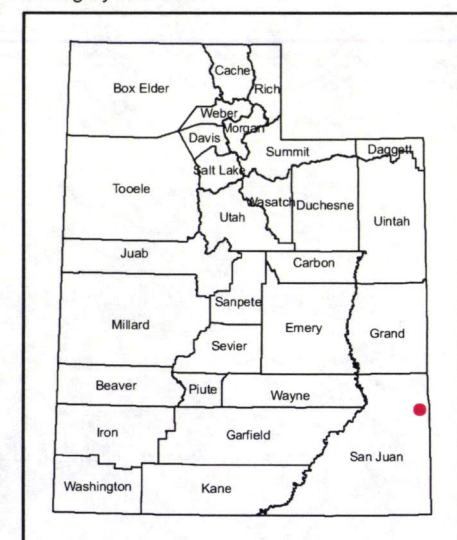 Cache
Box Elder
Rich
Weber
Morgan
Davis
Summit
Daggett
Salt Lake
Wasatch
Duchesne
Tooele
Utah
Uintah
Juab
Carbon
Sanpete
Millard
Emery
Grand
Sevier
Beaver
Piute
Wayne
Iron
Garfield
San Juan
Washington
Kane